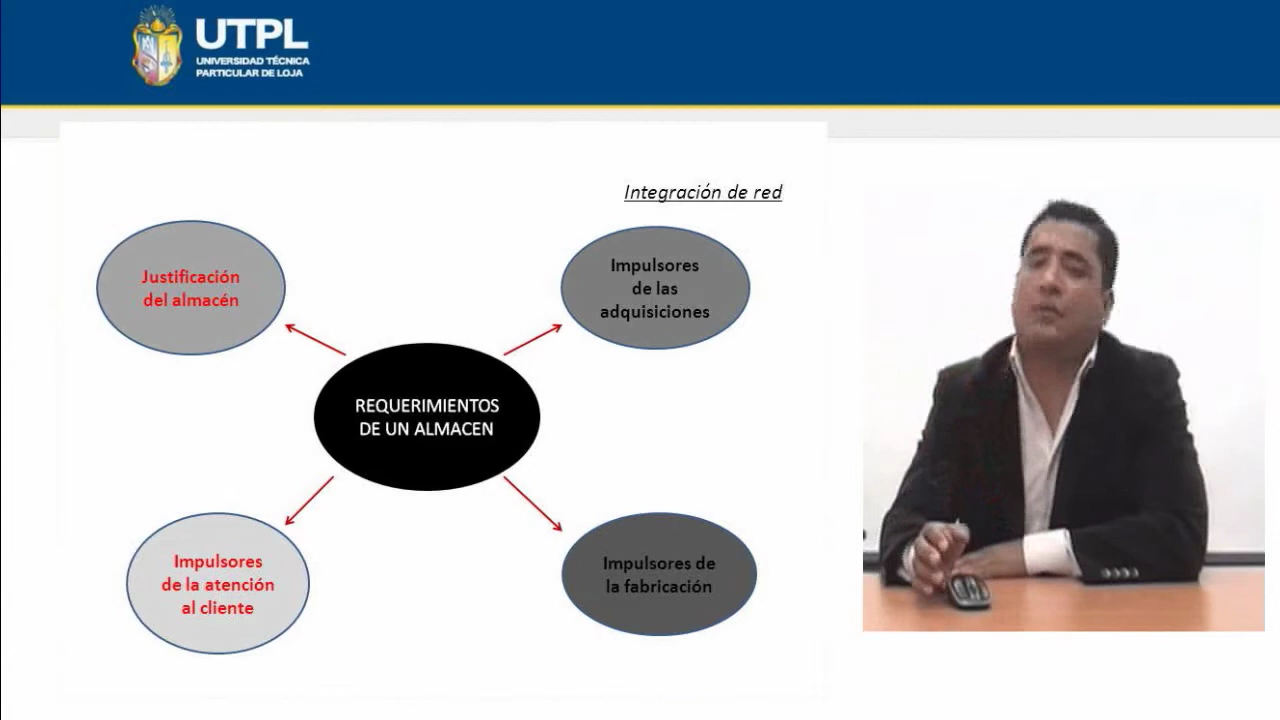 UTPL
UNIVERSIDAD TÉCNICA
PARTICULAR DE LOJA
Integración de red
Justificación
del almacén
Impulsores
de las
adquisiciones
REQUERIMIENTOS
DE UN ALMACEN
Impulsores
de la atención
al cliente
Impulsores de
la fabricación